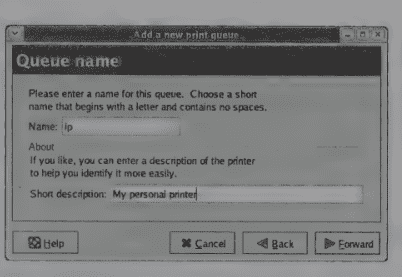 Add a new print queue
Queue name
Please enter a name for this queue. Choose a short
name that begins with a letter and contains no spaces.
Name: lp
About
If you like, you can enter a description of the printer
to help you identify it more easily.
Short description: My personal printer
Help
Cancel
Back
Forward